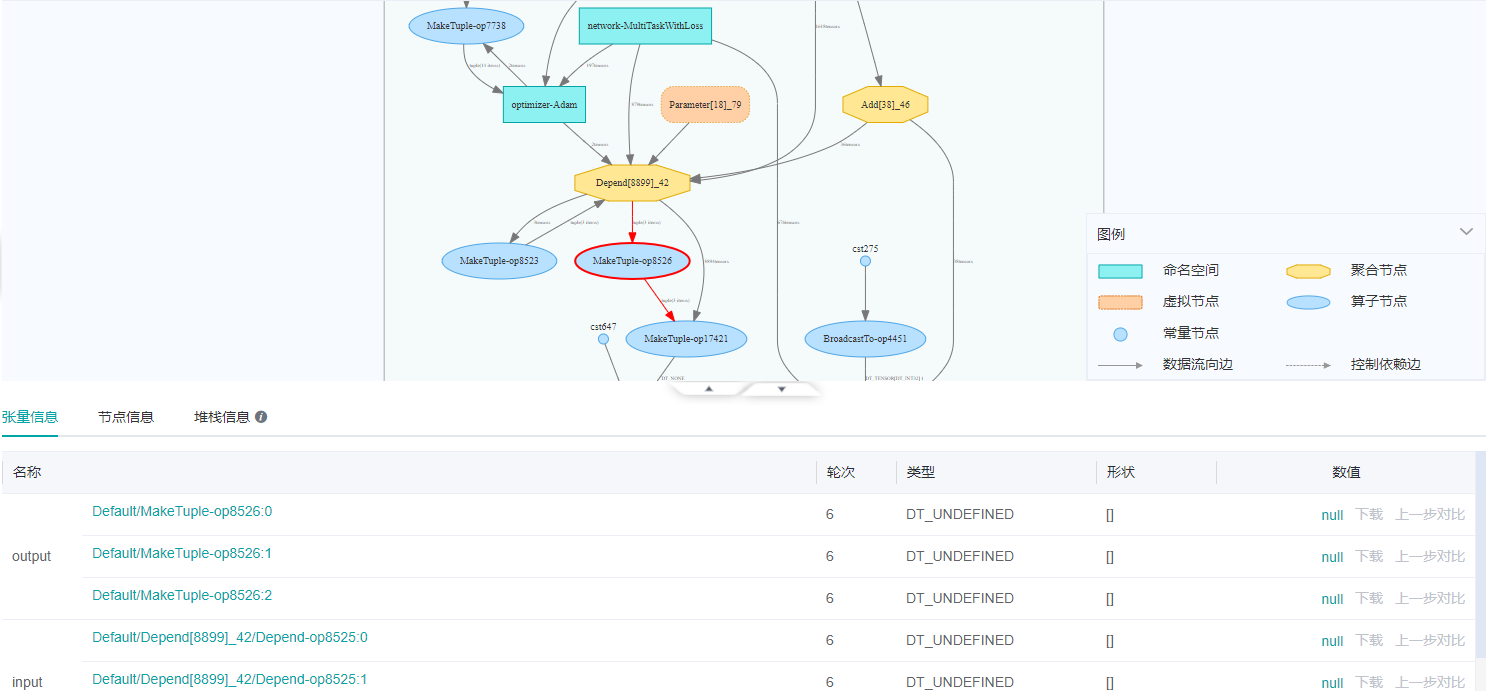 MakeTuple-op7738
network-MultiTaskWithLoss
optimizer-Adam
Parameter[18]_79
Add[38]_46
Depend[8899]_42
MakeTuple-op8523
MakeTuple-op8526
cst275
cst647
MakeTuple-op17421
BroadcastTo-op4451
DT_NONE
图例
命名空间
聚合节点
虚拟节点
算子节点
常量节点
数据流向边
控制依赖边
张量信息
节点信息
堆栈信息
名称 轮次 类型 形状 数值
output
Default/MakeTuple-op8526:0 6 DT_UNDEFINED [] null 下载 上一步对比
Default/MakeTuple-op8526:1 6 DT_UNDEFINED [] null 下载 上一步对比
Default/MakeTuple-op8526:2 6 DT_UNDEFINED [] null 下载 上一步对比
input
Default/Depend[8899]_42/Depend-op8525:0 6 DT_UNDEFINED [] null 下载 上一步对比
Default/Depend[8899]_42/Depend-op8525:1 6 DT_UNDEFINED [] null 下载 上一步对比